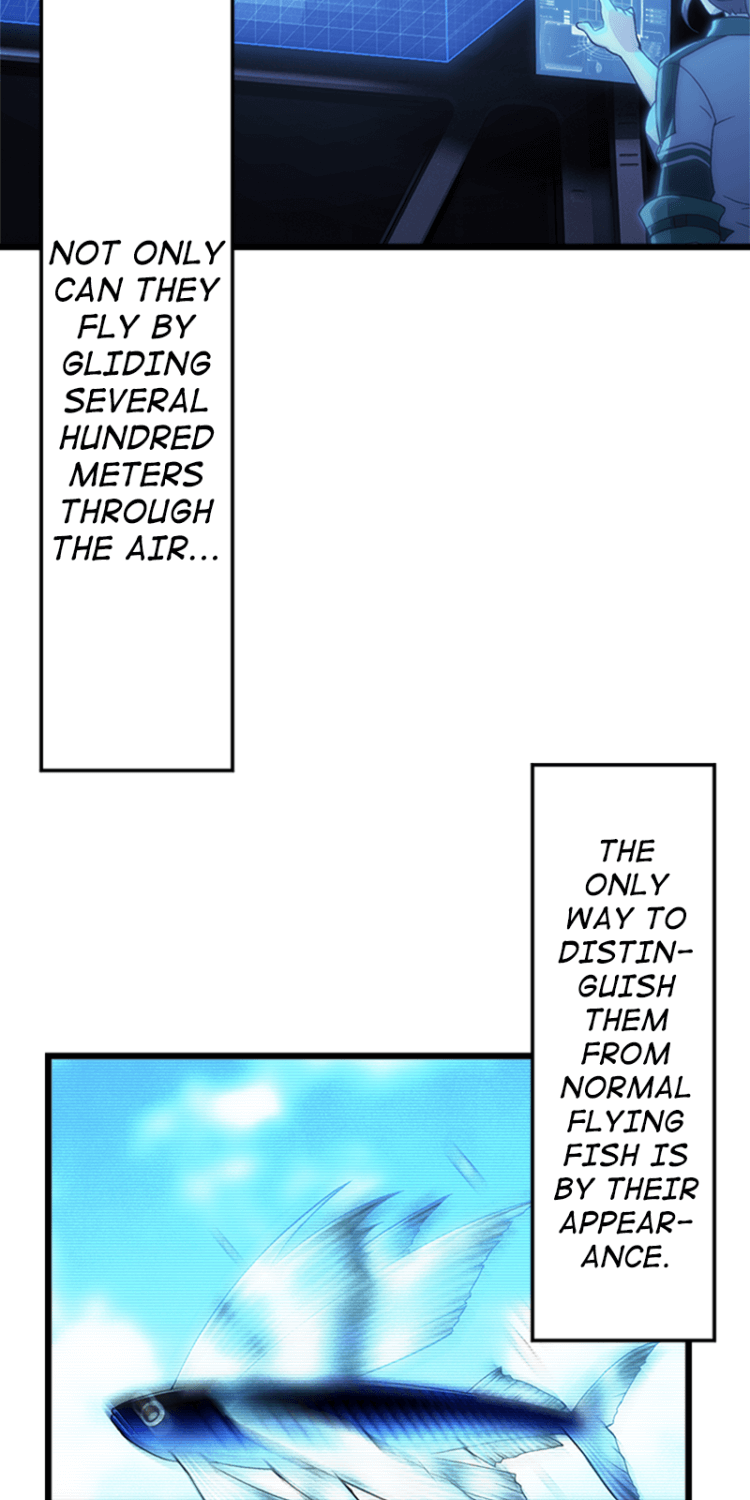 NOT ONLY
CAN THEY
FLY BY
GLIDING
SEVERAL
HUNDRED
METERS
THROUGH
THE AIR...
THE
ONLY
WAY TO
DISTIN-
GUISH
THEM
FROM
NORMAL
FLYING
FISH IS
BY THEIR
APPEAR-
ANCE.